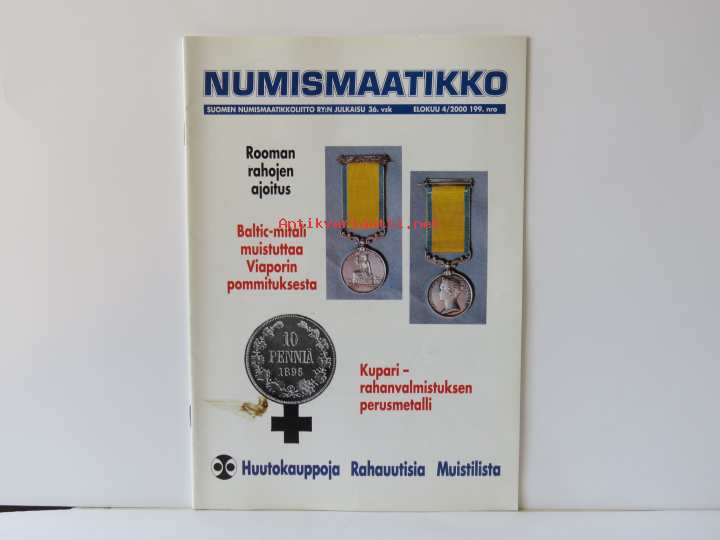 NUMISMAATIKKO
SUOMEN NUMISMAATIKKOLIITTO RY:N JULKAISU 36. vsk ELOKUU 4/2000 199. nro
Rooman
rahojen
ajoitus
Baltic-mitali
muistuttaa
Viaporin
pommituksesta
Antikvariaatti.net
10
PENNIÄ
1896
Kupari –
rahanvalmistuksen
perusmetalli
Huutokauppoja Rahauutisia Muistilista